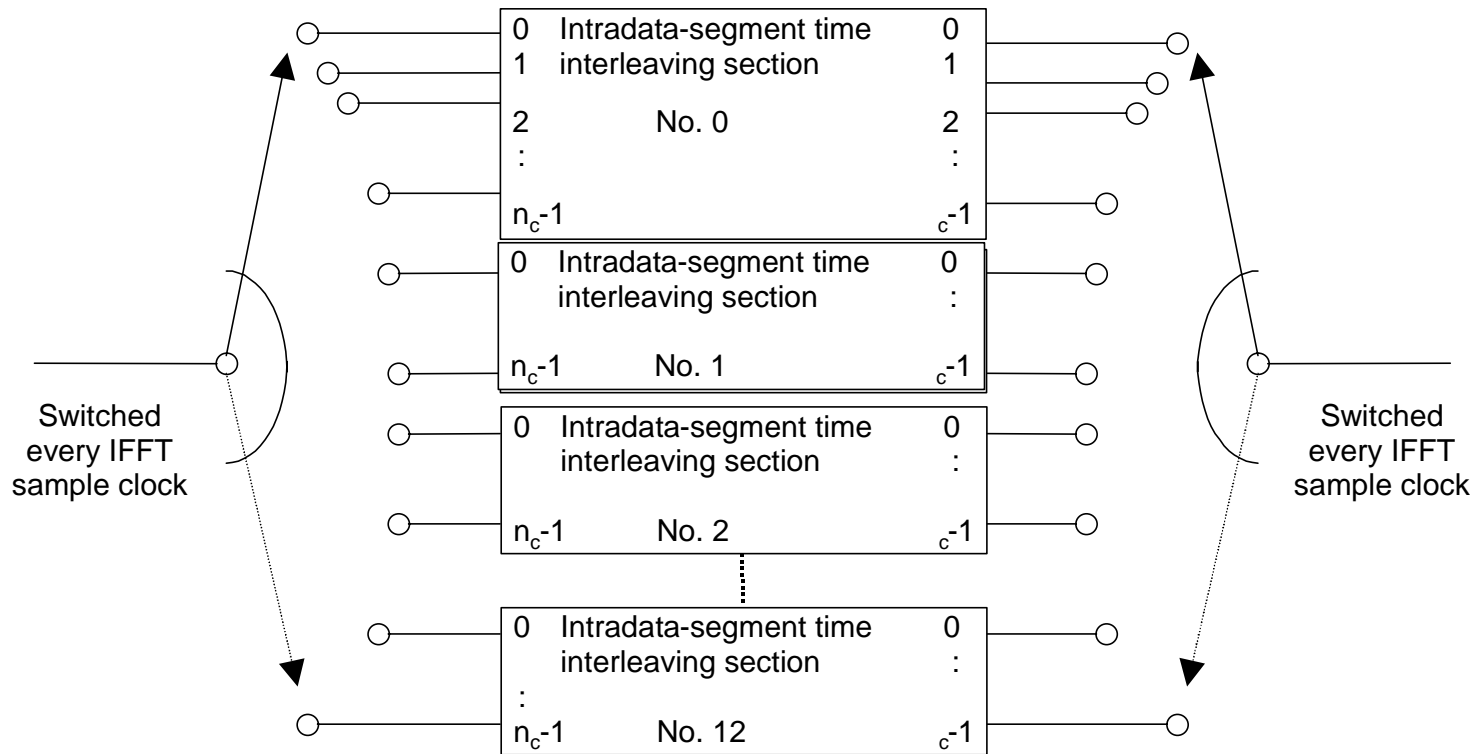 0 Intradata-segment time 0
1 interleaving section 1
2 No. 0 2
: :
n_c-1 _c-1
0 Intradata-segment time 0
interleaving section :
n_c-1 No. 1 _c-1
Switched
every IFFT
sample clock
0 Intradata-segment time 0
interleaving section :
n_c-1 No. 2 _c-1
Switched
every IFFT
sample clock
0 Intradata-segment time 0
interleaving section :
:
n_c-1 No. 12 _c-1